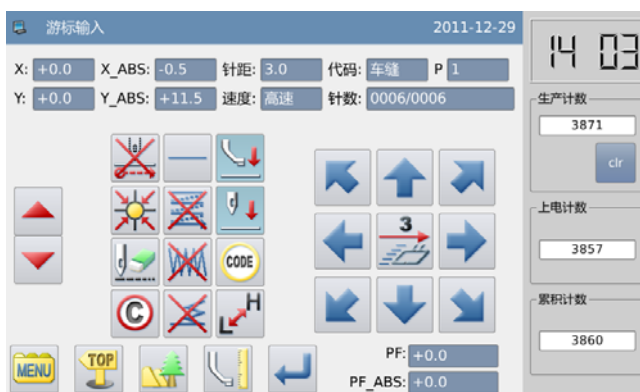 游标输入 2011-12-29
14 03
X: +0.0 X_ABS: -0.5 针距: 3.0 代码: 车缝 P 1
Y: +0.0 Y_ABS: +11.5 速度: 高速 针数: 0006/0006
生产计数
3871
clr
上电计数
3857
累积计数
3860
3
CODE
C
L H
PF: +0.0
MENU TOP
PF_ABS: +0.0